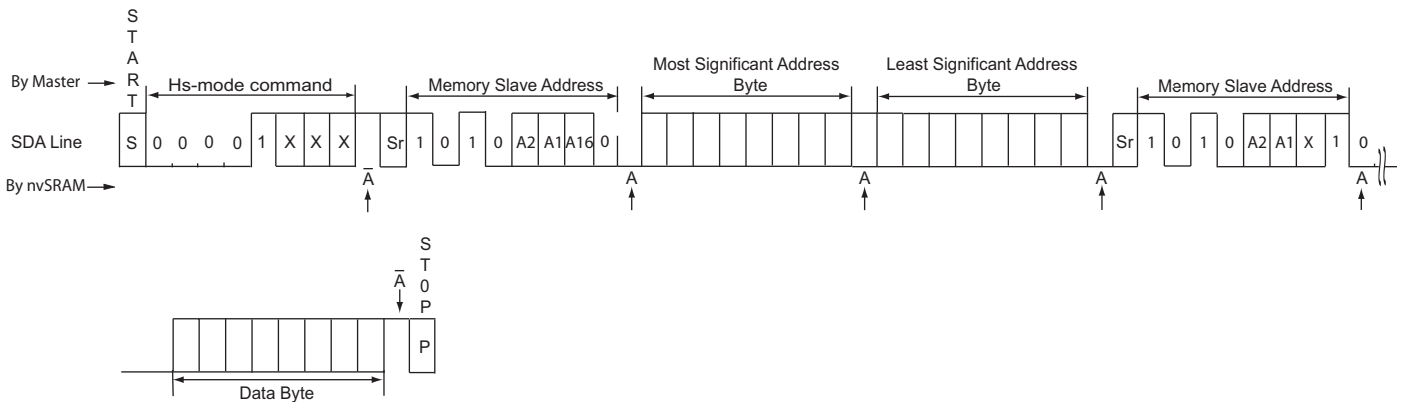 START
By Master
Hs-mode command
Memory Slave Address
Most Significant Address
Byte
Least Significant Address
Byte
Memory Slave Address
SDA Line
S 0 0 0 0 1 X X X Sr 1 0 1 0 A2 A1 A16 0 Sr 1 0 1 0 A2 A1 X 1 0
By nvSRAM
A̅ A A A A
A̅
ST0P
P
Data Byte